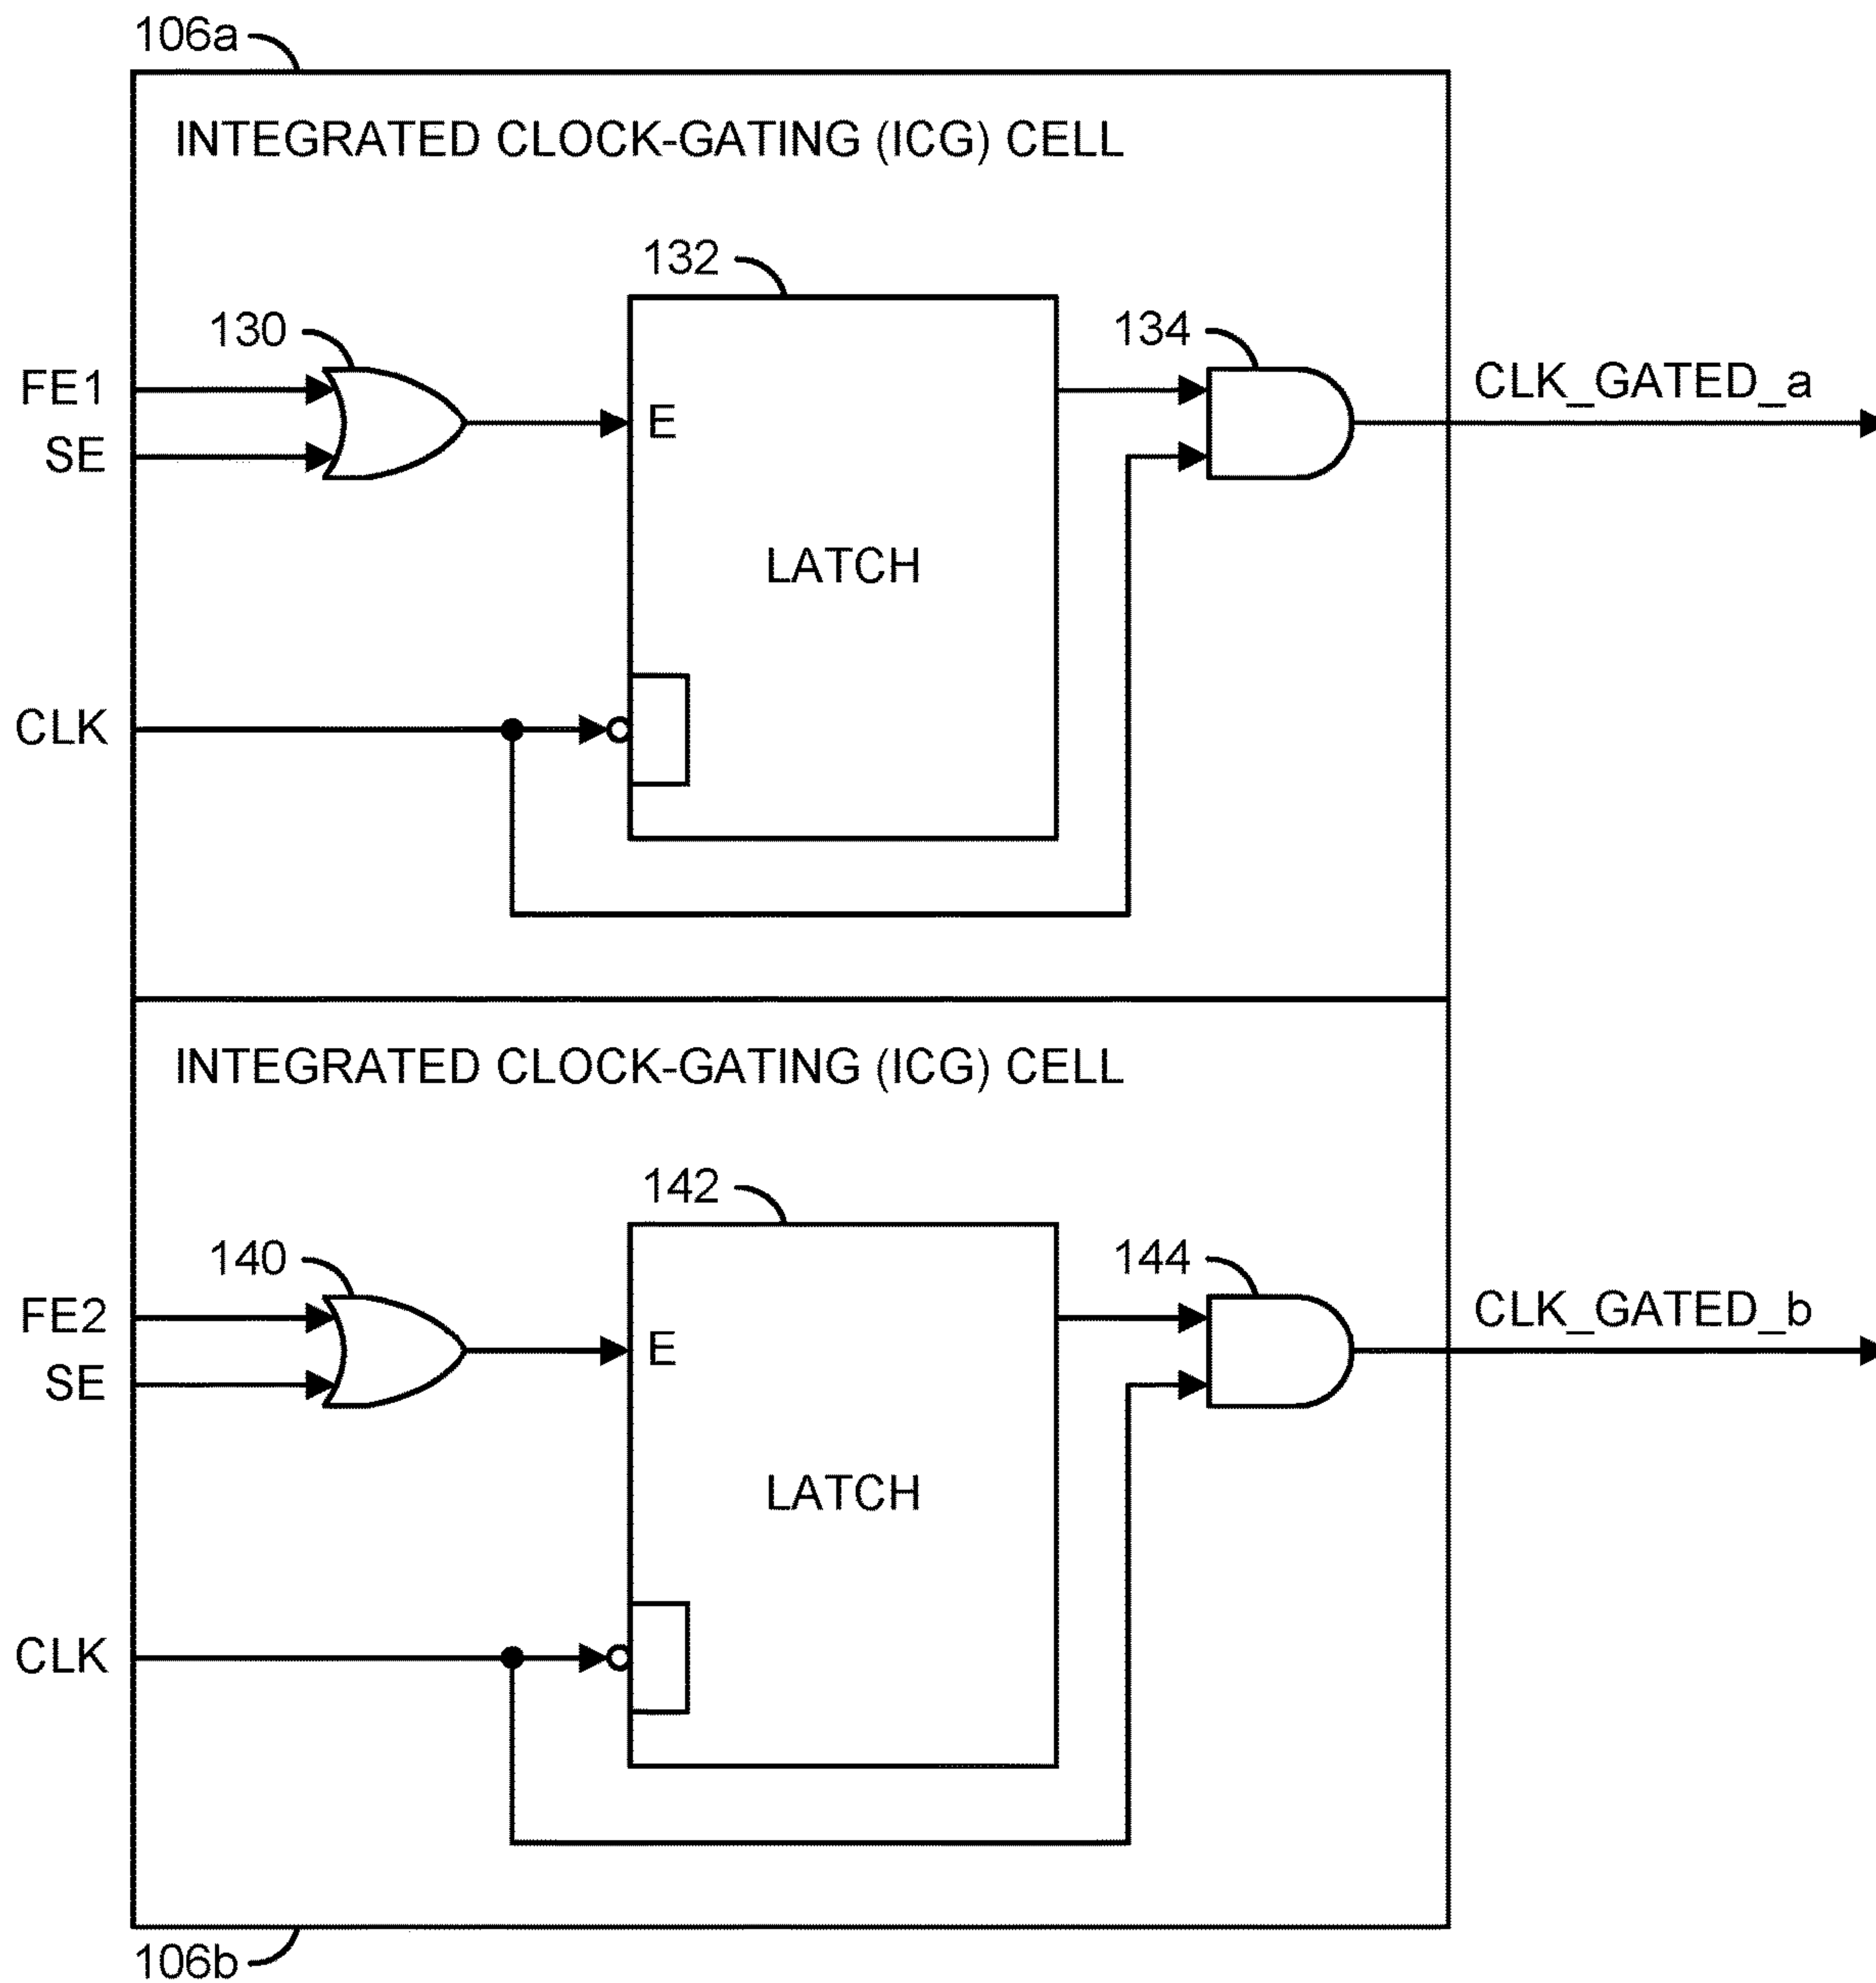 106a
INTEGRATED CLOCK-GATING (ICG) CELL
132
130
134
FE1
CLK_GATED_a
E
SE
LATCH
CLK
INTEGRATED CLOCK-GATING (ICG) CELL
142
140
144
FE2
CLK_GATED_b
E
SE
LATCH
CLK
106b